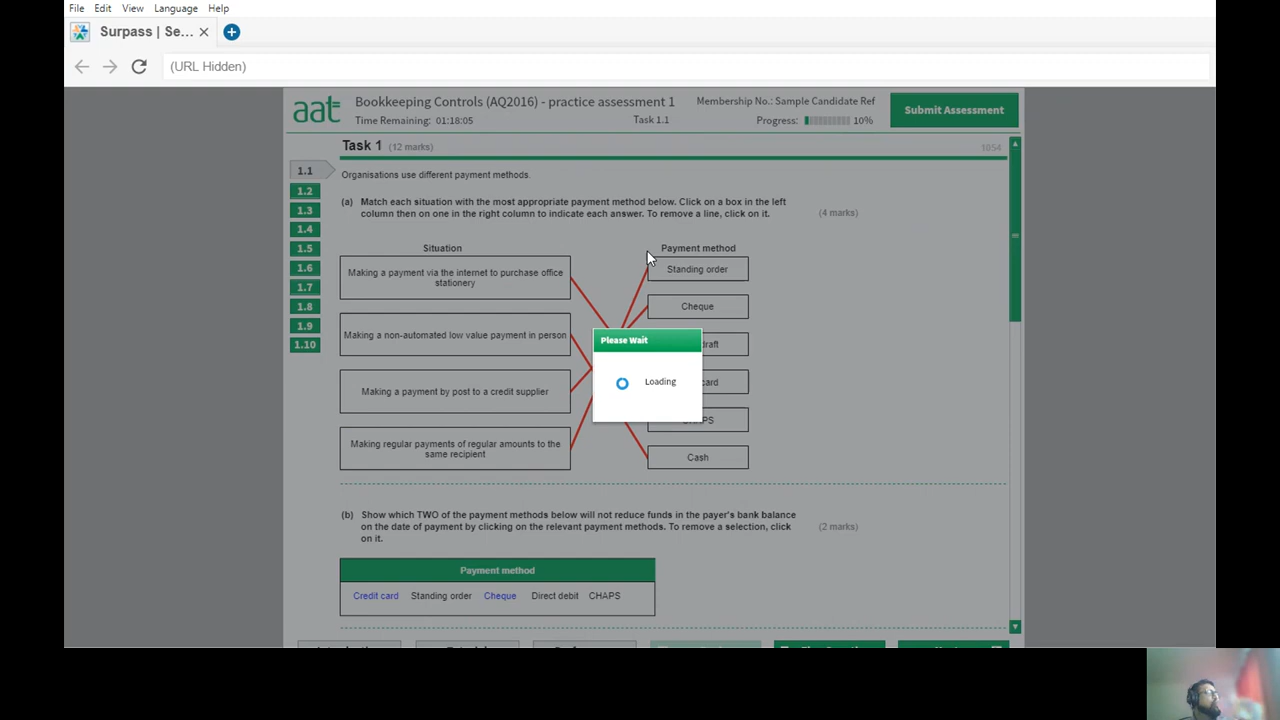 File Edit View Language Help
Surpass | Se...
(URL Hidden)
aat
Bookkeeping Controls (AQ2016) - practice assessment 1
Membership No.: Sample Candidate Ref
Submit Assessment
Time Remaining: 01:18:05
Task 1.1
Progress: 10%
Task 1 (12 marks)
1054
1.1
1.2
1.3
1.4
1.5
1.6
1.7
1.8
1.9
1.10
Organisations use different payment methods.
(a) Match each situation with the most appropriate payment method below. Click on a box in the left
column then on one in the right column to indicate each answer. To remove a line, click on it.
(4 marks)
Situation
Payment method
Making a payment via the internet to purchase office
stationery
Making a non-automated low value payment in person
Making a payment by post to a credit supplier
Making regular payments of regular amounts to the
same recipient
Standing order
Cheque
Cash
Please Wait
Loading
(b) Show which TWO of the payment methods below will not reduce funds in the payer's bank balance
on the date of payment by clicking on the relevant payment methods. To remove a selection, click
on it.
(2 marks)
Payment method
Credit card Standing order Cheque Direct debit CHAPS